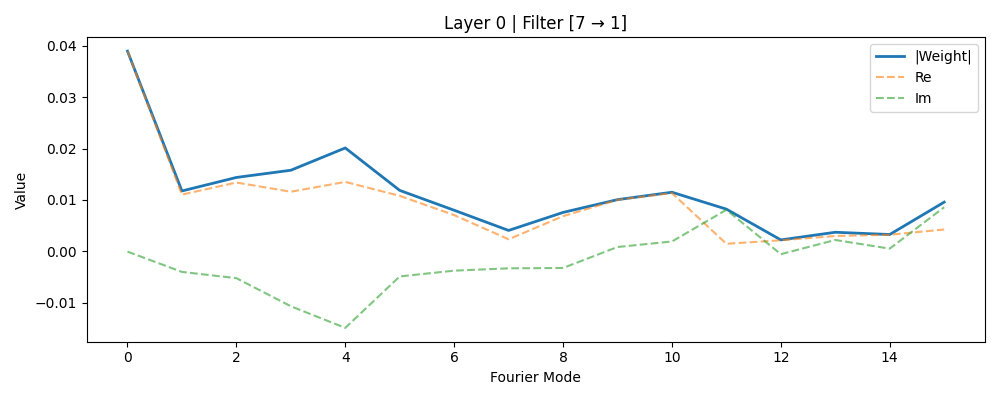 Layer 0 | Filter [7 → 1]
0.04
0.03
0.02
0.01
0.00
−0.01
Value
|Weight|
Re
Im
0 2 4 6 8 10 12 14
Fourier Mode